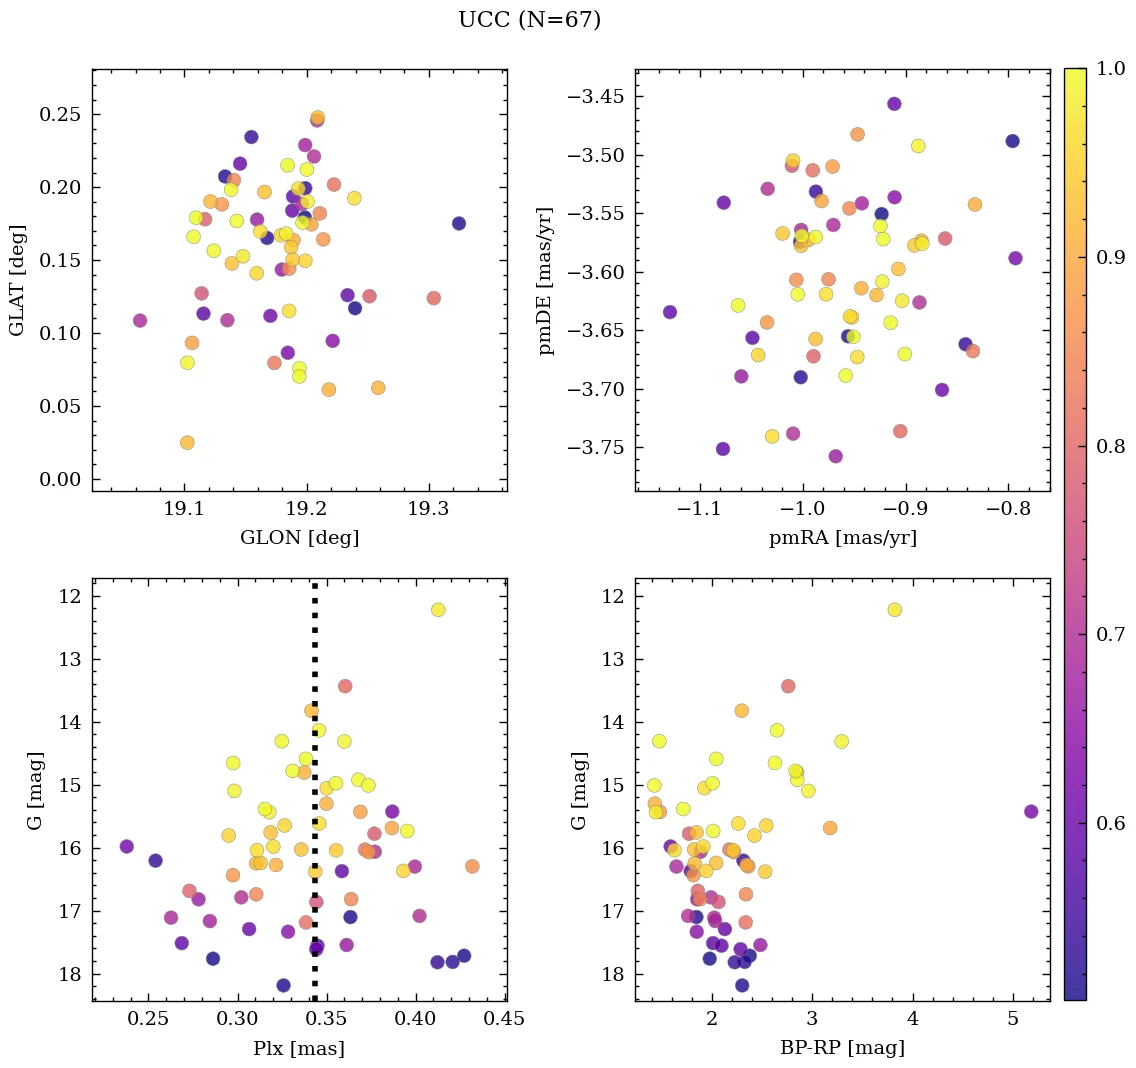 UCC (N=67)
0.25
0.20
0.15
0.10
0.05
0.00
GLAT [deg]
19.1 19.2 19.3
GLON [deg]
−3.45
−3.50
−3.55
−3.60
−3.65
−3.70
−3.75
pmDE [mas/yr]
−1.1 −1.0 −0.9 −0.8
pmRA [mas/yr]
12
13
14
15
16
17
18
G [mag]
0.25 0.30 0.35 0.40 0.45
Plx [mas]
12
13
14
15
16
17
18
G [mag]
2 3 4 5
BP-RP [mag]
1.0
0.9
0.8
0.7
0.6